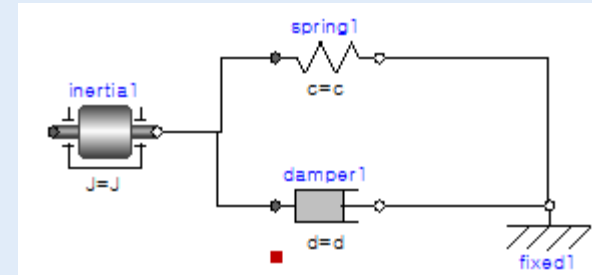 spring1
c=c
inertia1
J=J
damper1
d=d
fixed1